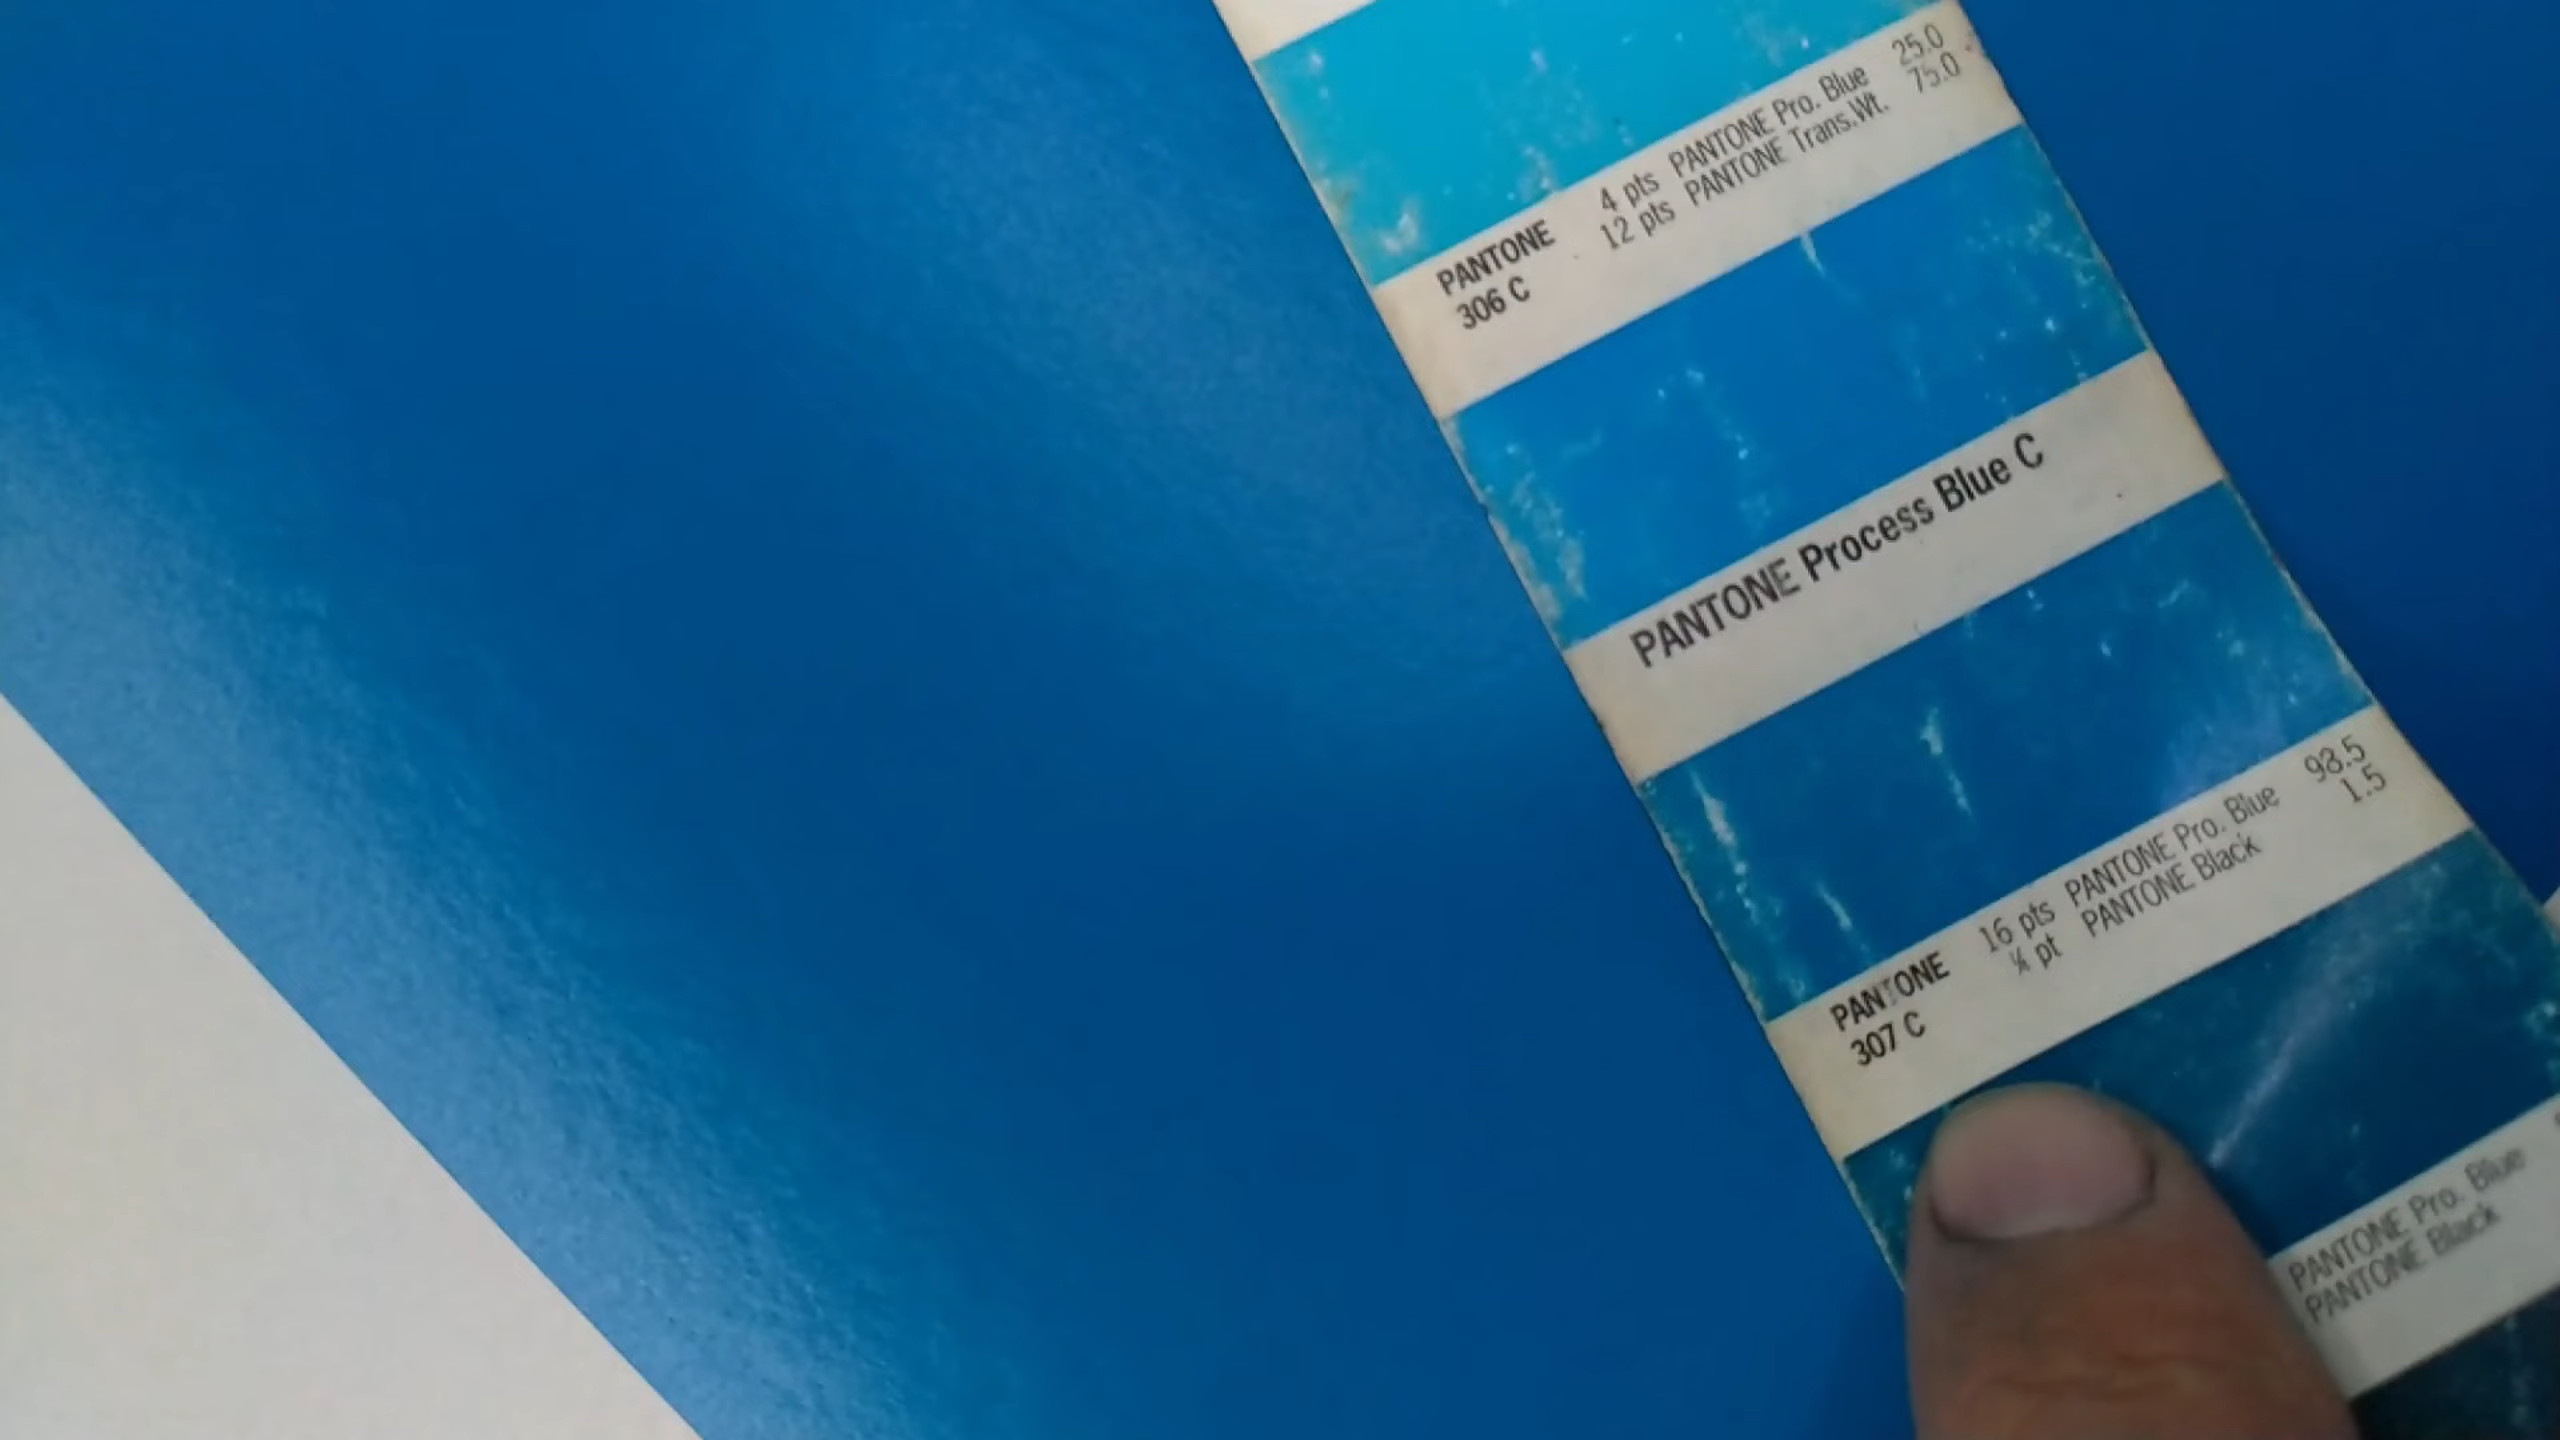 4 pts PANTONE Pro. Blue 25.0
12 pts PANTONE Trans.Wt. 75.0
PANTONE
306 C
PANTONE Process Blue C
16 pts PANTONE Pro. Blue 98.5
¼ pt PANTONE Black 1.5
PANTONE
307 C
PANTONE Pro. Blue
PANTONE Black